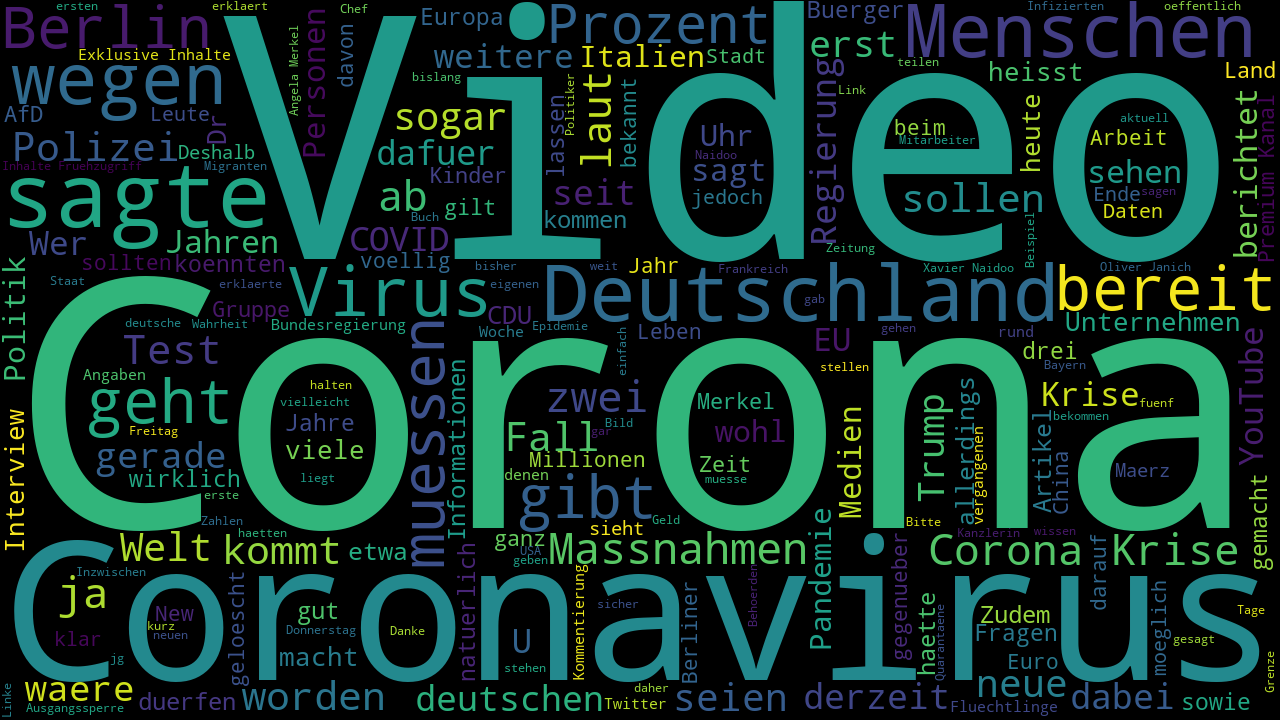 ersten
erklaert
Chef
Europa
Prozent
Buerger
Infizierten
oeffentlich
Berlin
Exklusive Inhalte
Video
weitere
Italien
Stadt
erst
Menschen
wegen
Angela Merkel
Personen
davon
bislang
Politiker
teilen
heisst
Land
AfD
Leute
Dr
sogar
lassen
laut
bekannt
Uhr
Link
beim
Mitarbeiter
heute
aktuell
Arbeit
Polizei
Deshalb
dafuer
Naidoo
sagt
Regierung
sehen
berichtet
Premium Kanal
Inhalte Fruehzugriff
Migranten
Kinder
seit
jedoch
sollen
Ende
sagen
sagte
ab
gilt
Buch
kommen
Daten
Wer
Jahren
COVID
Zeitung
Beispiel
sollten
koennten
voellig
bisher
weit
Jahr
Frankreich
Xavier Naidoo
Oliver Janich
Politik
Staat
erklaerte
Virus
eigenen
Deutschland
gab
bereit
Gruppe
CDU
deutsche
Wahrheit
Bundesregierung
Woche
Epidemie
einfach
Leben
EU
gehen
rund
Unternehmen
Test
Corona
stellen
drei
Bayern
YouTube
Angaben
halten
zwei
Merkel
Krise
fuenf
geht
vielleicht
muessen
Informationen
Bild
Medien
Trump
allerdings
vergangenen
Artikel
bekommen
Interview
Freitag
Jahre
Fall
gar
wohl
gerade
viele
Millionen
China
Maerz
wirklich
liegt
denen
Zeit
muesse
erste
gibt
Geld
Zahlen
haetten
sieht
Bitte
Kanzlerin
wissen
gemacht
Welt
kommt
etwa
ganz
USA
geben
Massnahmen
Pandemie
Corona Krise
Inzwischen
Coronavirus
natuerlich
Kommentierung
sicher
Behoerden
gegenueber
darauf
ja
New
kurz
neuen
geloescht
gut
Donnerstag
Danke
U
Berliner
haette
Quarantaene
Zudem
Fragen
moeglich
Tage
gesagt
klar
jg
macht
stehen
Euro
Grenze
Linke
waere
Ausgangssperre
duerfen
worden
deutschen
daher
Twitter
seien
derzeit
neue
Fluechtlinge
dabei
sowie